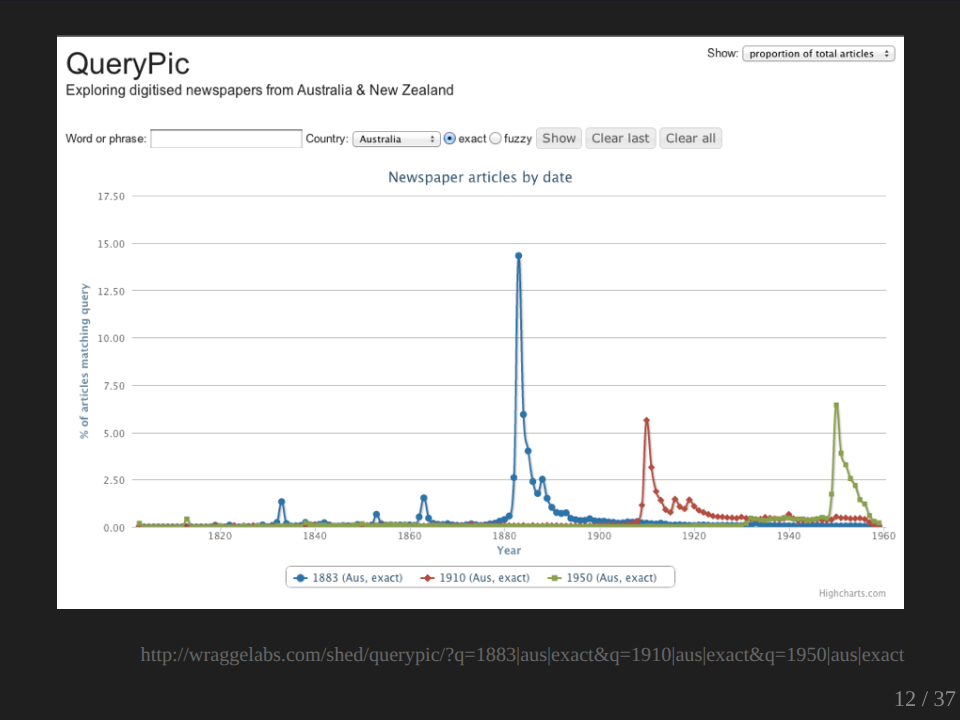 QueryPic
Show: proportion of total articles
Exploring digitised newspapers from Australia & New Zealand
Word or phrase: Country: Australia exact fuzzy Show Clear last Clear all
Newspaper articles by date
17.50
15.00
12.50
10.00
7.50
5.00
2.50
0.00
% of articles matching query
1820 1840 1860 1880 1900 1920 1940 1960
Year
1883 (Aus, exact) 1910 (Aus, exact) 1950 (Aus, exact)
Highcharts.com
http://wraggelabs.com/shed/querypic/?q=1883|aus|exact&q=1910|aus|exact&q=1950|aus|exact
12 / 37